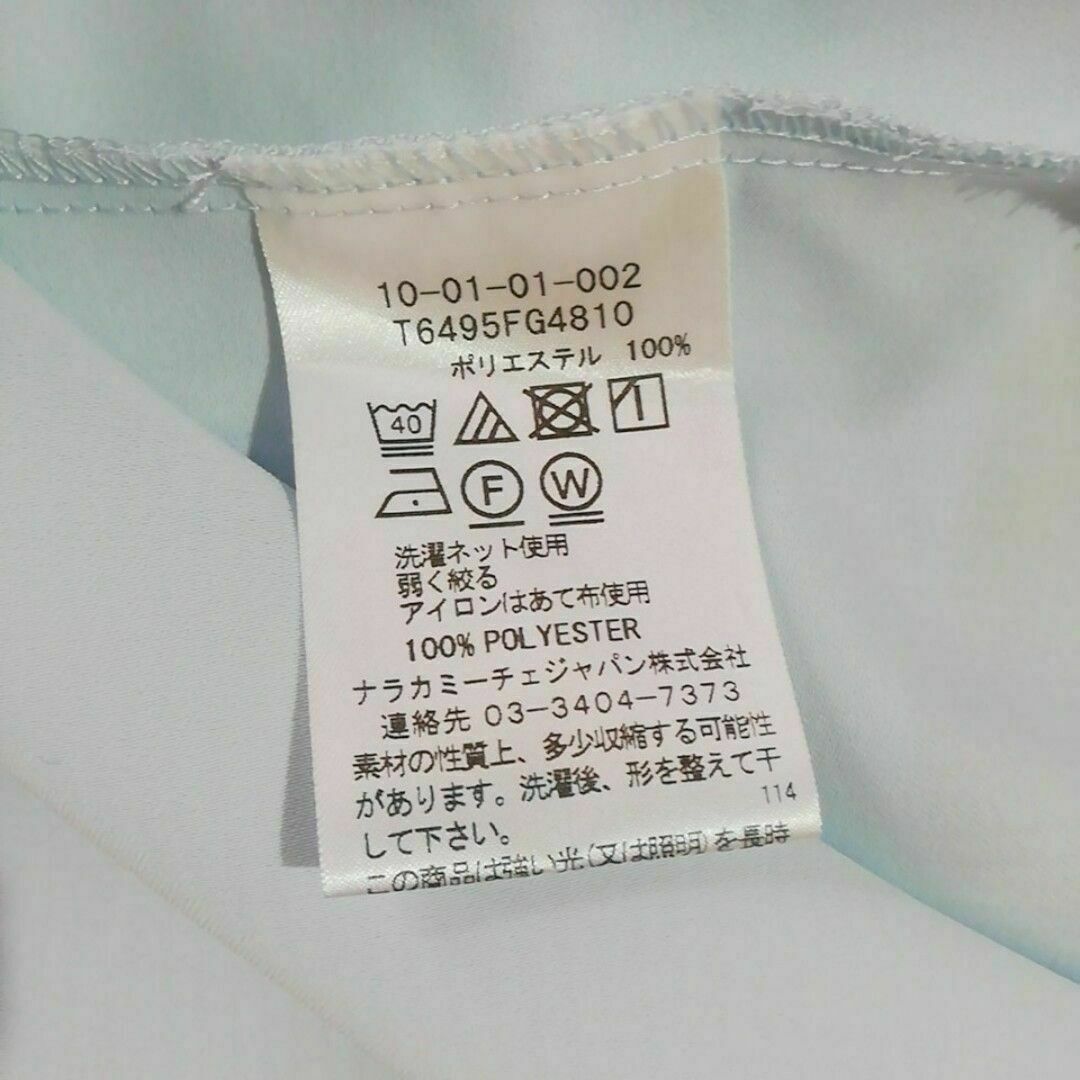 10-01-01-002
T6495FG4810
ポリエステル 100%
40
F W
洗濯ネット使用
弱く絞る
アイロンはあて布使用
100% POLYESTER
ナラカミーチェジャパン株式会社
連絡先 03-3404-7373
素材の性質上、多少収縮する可能性
があります。洗濯後、形を整えて干
して下さい。
114
この商品は強い光(又は照明)を長時